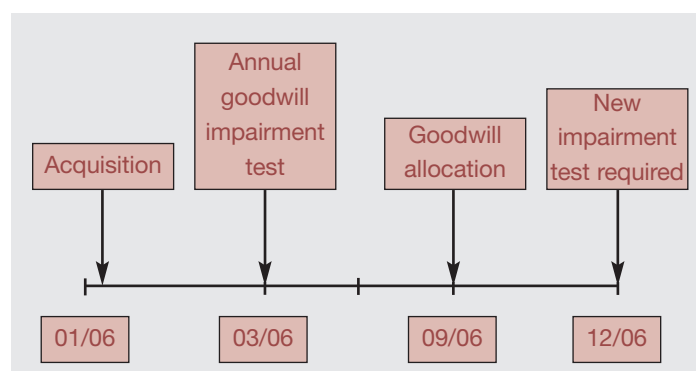 Acquisition
Annual
goodwill
impairment
test
Goodwill
allocation
New
impairment
test required
01/06
03/06
09/06
12/06